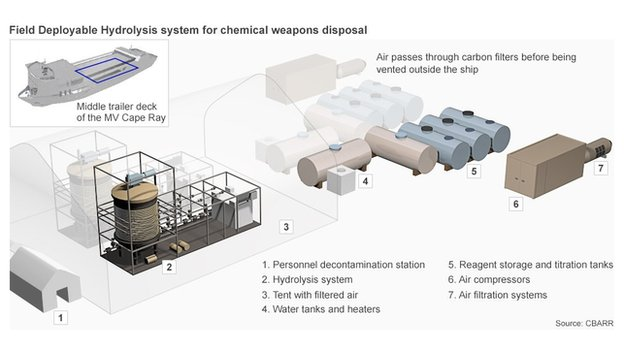 Field Deployable Hydrolysis system for chemical weapons disposal
Middle trailer deck
of the MV Cape Ray
Air passes through carbon filters before being
vented outside the ship
4
5
7
6
3
2
1
1. Personnel decontamination station
2. Hydrolysis system
3. Tent with filtered air
4. Water tanks and heaters
5. Reagent storage and titration tanks
6. Air compressors
7. Air filtration systems
Source: CBARR